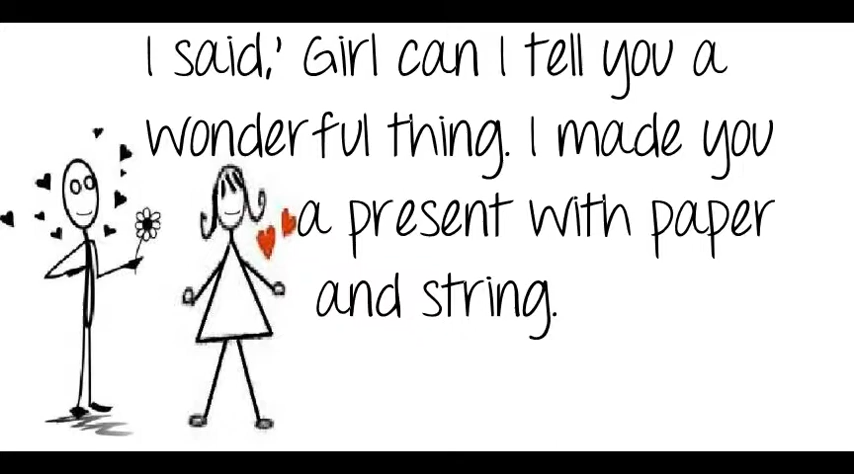 I said,' Girl can I tell you a
wonderful thing. I made you
a present with paper
and string.